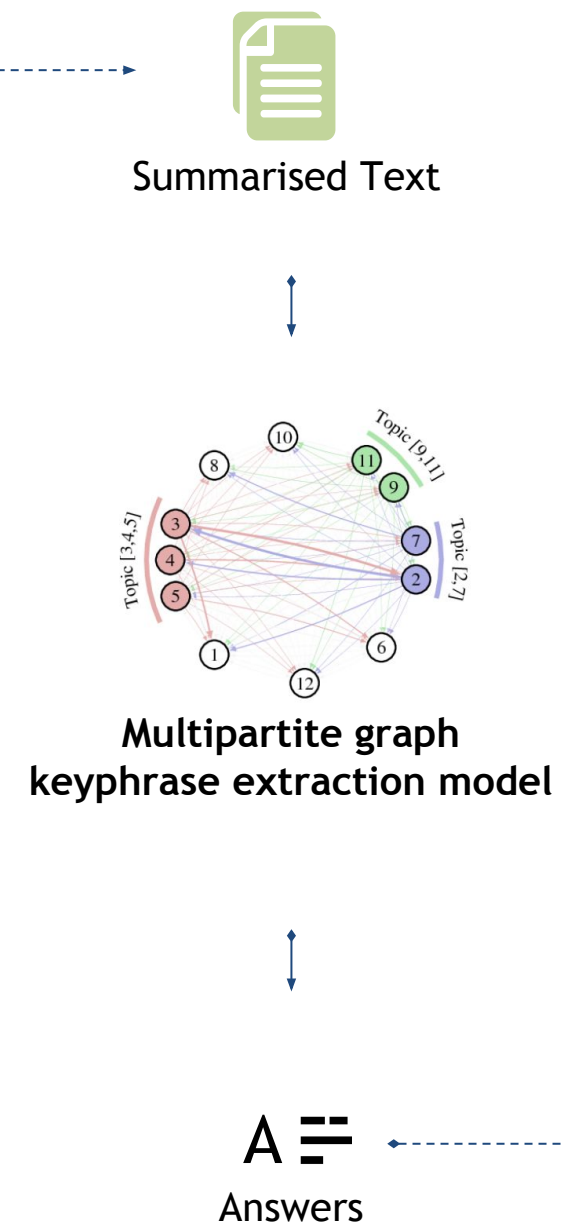 Summarised Text
Topic [9,11]
10
11
8
9
3
7
Topic [3,4,5]
4
Topic [2,7]
2
5
6
1
12
Multipartite graph
keyphrase extraction model
A
Answers